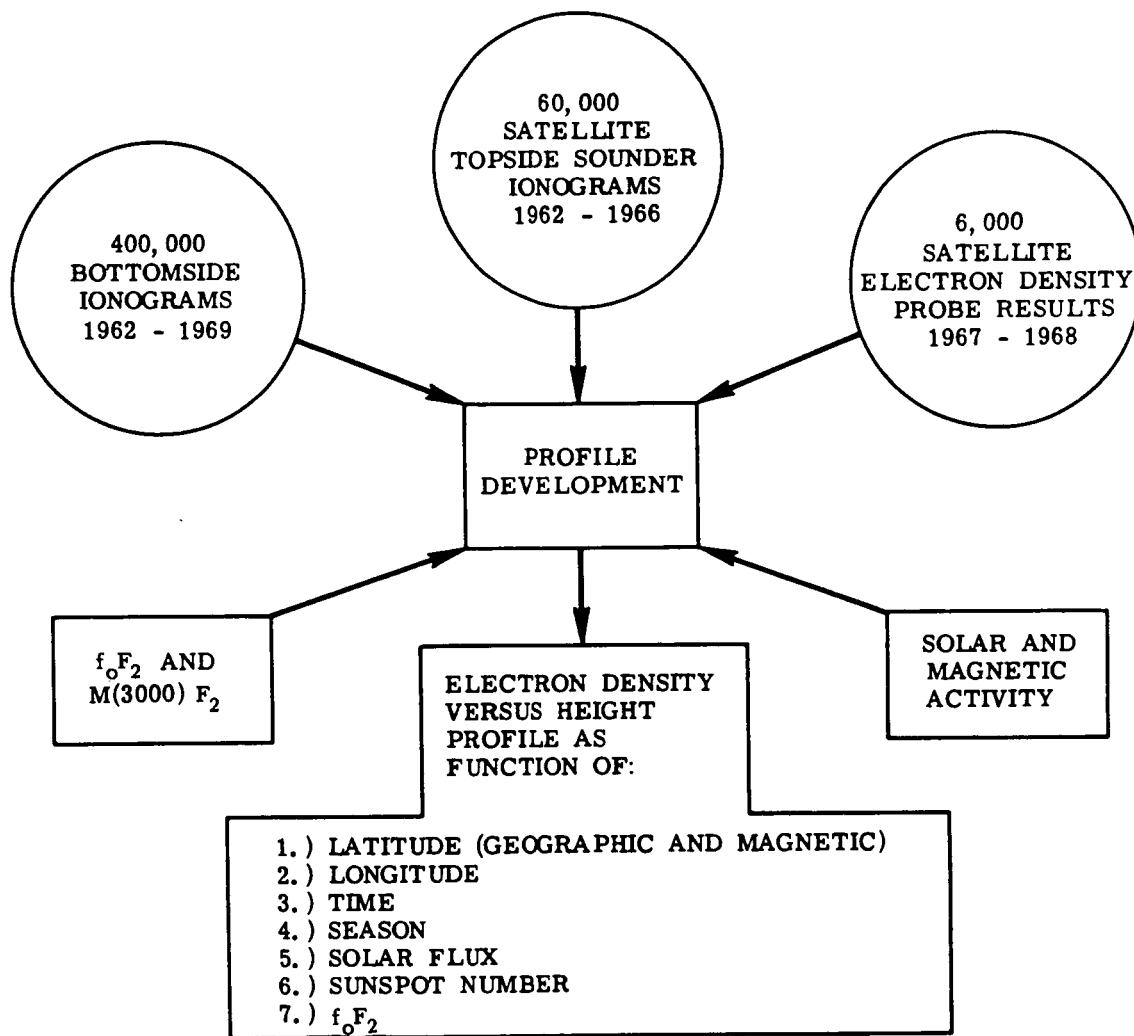 60,000
SATELLITE
TOPSIDE SOUNDER
IONOGRAMS
1962 - 1966
400,000
BOTTOMSIDE
IONOGRAMS
1962 - 1969
6,000
SATELLITE
ELECTRON DENSITY
PROBE RESULTS
1967 - 1968
PROFILE
DEVELOPMENT
f₀F₂ AND
M(3000) F₂
ELECTRON DENSITY
VERSUS HEIGHT
PROFILE AS
FUNCTION OF:
SOLAR AND
MAGNETIC
ACTIVITY
1.) LATITUDE (GEOGRAPHIC AND MAGNETIC)
2.) LONGITUDE
3.) TIME
4.) SEASON
5.) SOLAR FLUX
6.) SUNSPOT NUMBER
7.) f₀F₂